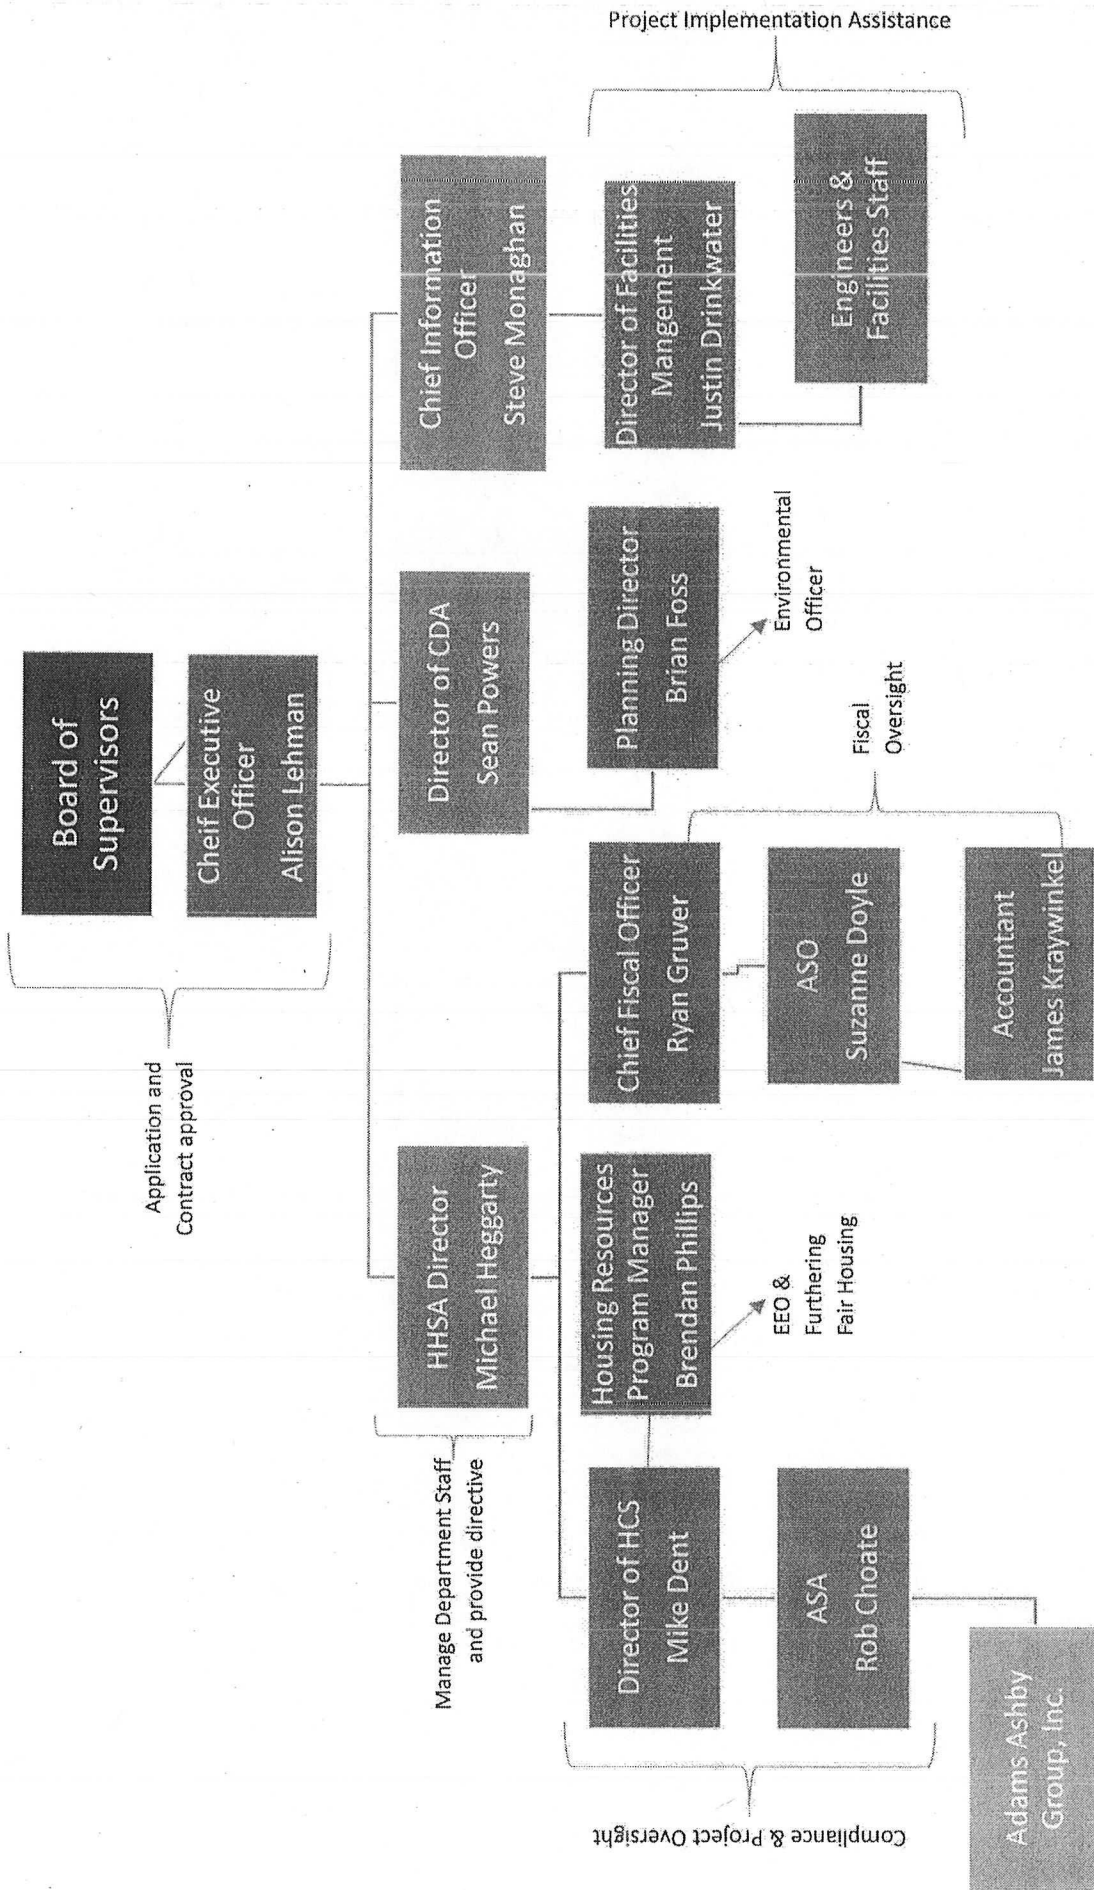 Board of
Supervisors
Cheif Executive
Officer
Alison Lehman
Application and
Contract approval
HHSA Director
Michael Heggarty
Manage Department Staff
and provide directive
Director of CDA
Sean Powers
Chief Information
Officer
Steve Monaghan
Director of HCS
Mike Dent
Housing Resources
Program Manager
Brendan Phillips
EEO &
Furthering
Fair Housing
Chief Fiscal Officer
Ryan Gruver
Planning Director
Brian Foss
Environmental
Officer
Director of Facilities
Mangement
Justin Drinkwater
Project Implementation Assistance
ASA
Rob Choate
Compliance & Project Oversight
ASO
Suzanne Doyle
Fiscal
Oversight
Engineers &
Facilities Staff
Adams Ashby
Group, Inc.
Accountant
James Kraywinkel